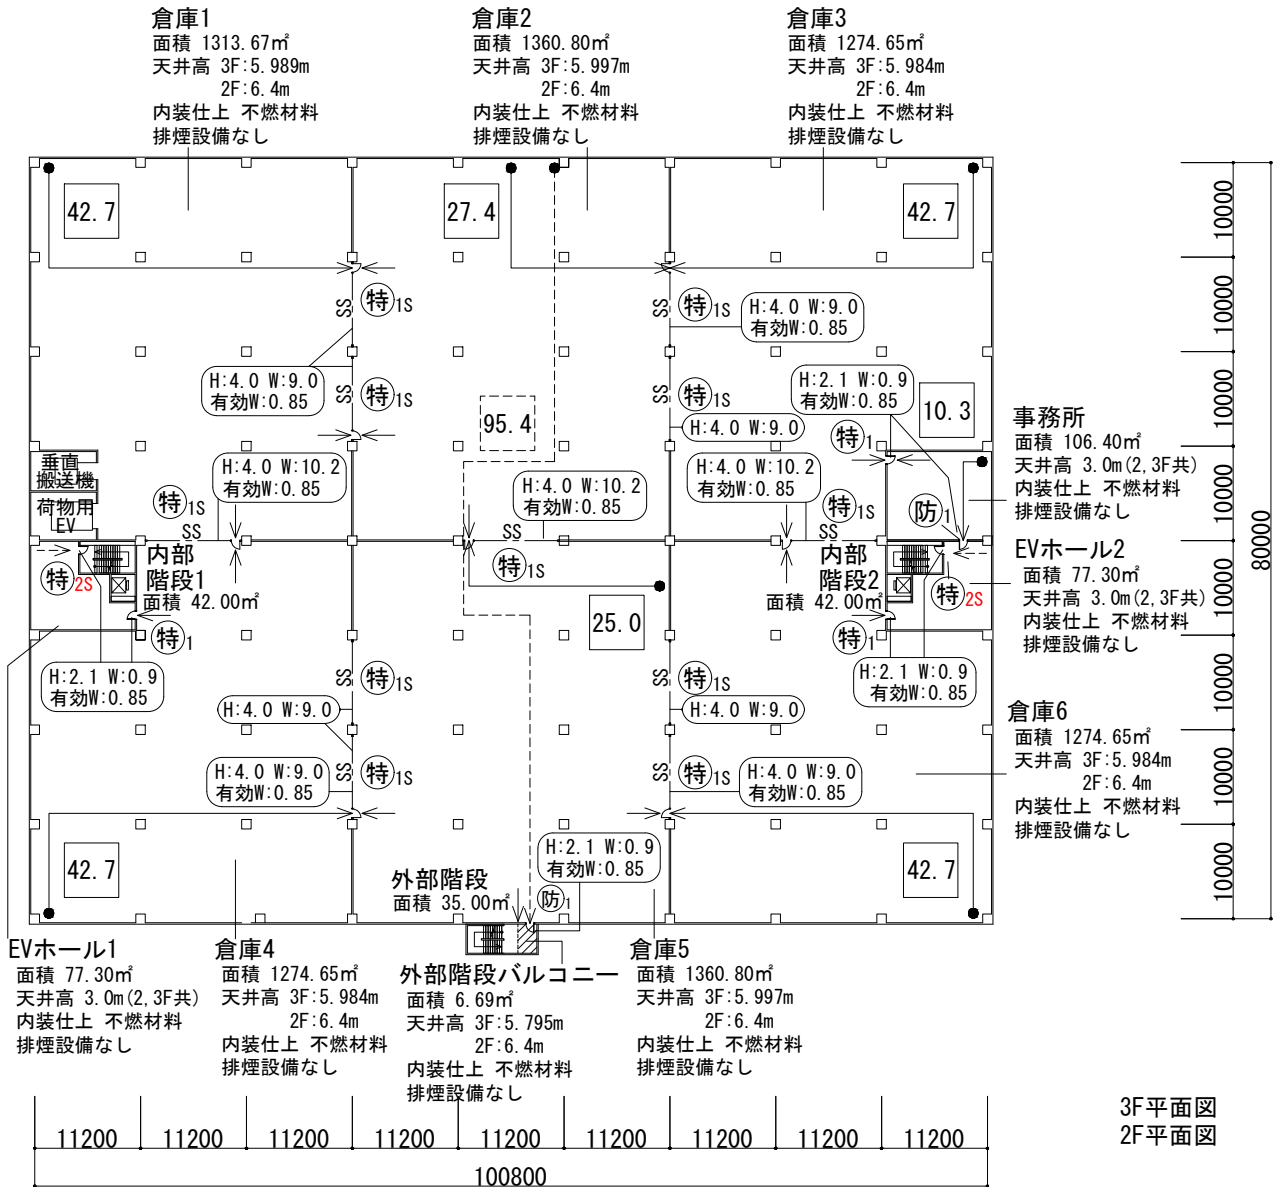 倉庫1
面積 1313.67㎡
天井高 3F:5.989m
2F:6.4m
内装仕上 不燃材料
排煙設備なし
倉庫2
面積 1360.80㎡
天井高 3F:5.997m
2F:6.4m
内装仕上 不燃材料
排煙設備なし
倉庫3
面積 1274.65㎡
天井高 3F:5.984m
2F:6.4m
内装仕上 不燃材料
排煙設備なし
42.7
27.4
42.7
10000
SS
特1S
SS
特1S
H:4.0 W:9.0
有効W:0.85
10000
H:4.0 W:9.0
有効W:0.85
SS
特1S
95.4
SS
特1S
H:4.0 W:9.0
H:2.1 W:0.9
有効W:0.85
10.3
特1
10000
事務所
面積 106.40㎡
天井高 3.0m(2,3F共)
内装仕上 不燃材料
排煙設備なし
垂直
搬送機
荷物用
EV
特1S
SS
H:4.0 W:10.2
有効W:0.85
H:4.0 W:10.2
有効W:0.85
SS
特1S
H:4.0 W:10.2
有効W:0.85
SS
特1S
防1
10000
80000
特2S
内部
階段1
面積 42.00㎡
特1
内部
階段2
面積 42.00㎡
特1
特2S
EVホール2
面積 77.30㎡
天井高 3.0m(2,3F共)
内装仕上 不燃材料
排煙設備なし
25.0
10000
H:2.1 W:0.9
有効W:0.85
SS
特1S
H:4.0 W:9.0
SS
特1S
H:4.0 W:9.0
H:2.1 W:0.9
有効W:0.85
10000
倉庫6
面積 1274.65㎡
天井高 3F:5.984m
2F:6.4m
内装仕上 不燃材料
排煙設備なし
H:4.0 W:9.0
有効W:0.85
SS
特1S
SS
特1S
H:4.0 W:9.0
有効W:0.85
10000
42.7
H:2.1 W:0.9
有効W:0.85
42.7
10000
外部階段
面積 35.00㎡
防1
EVホール1
面積 77.30㎡
天井高 3.0m(2,3F共)
内装仕上 不燃材料
排煙設備なし
倉庫4
面積 1274.65㎡
天井高 3F:5.984m
2F:6.4m
内装仕上 不燃材料
排煙設備なし
外部階段バルコニー
面積 6.69㎡
天井高 3F:5.795m
2F:6.4m
内装仕上 不燃材料
排煙設備なし
倉庫5
面積 1360.80㎡
天井高 3F:5.997m
2F:6.4m
内装仕上 不燃材料
排煙設備なし
11200 11200 11200 11200 11200 11200 11200 11200 11200
100800
3F平面図
2F平面図